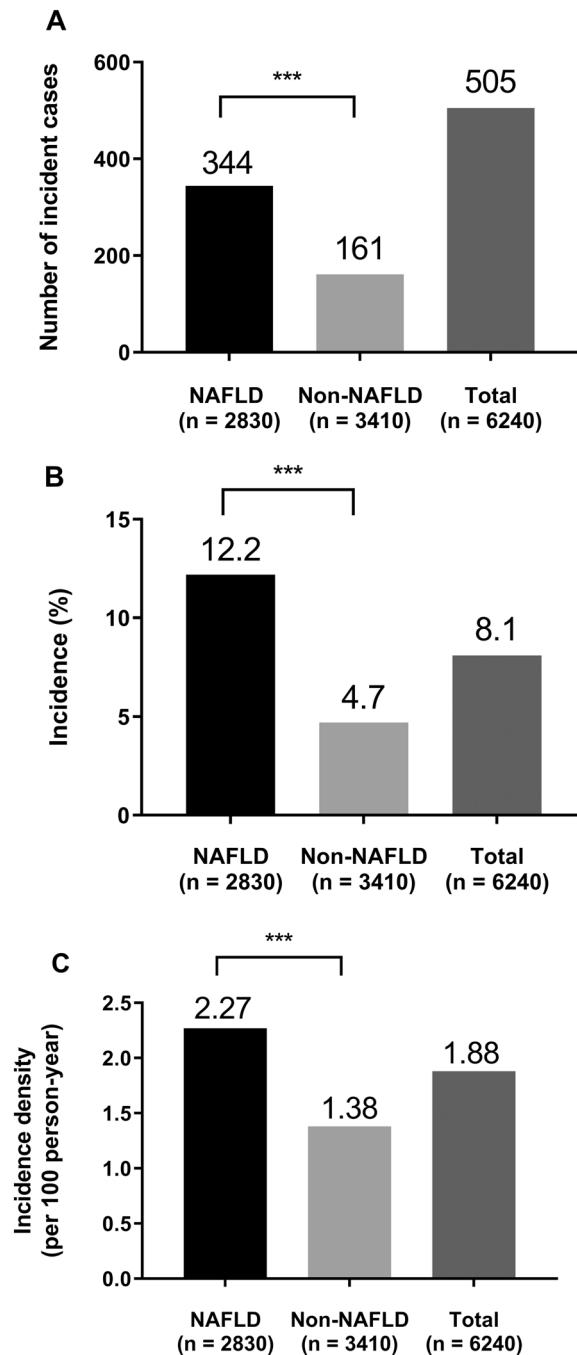 A
Number of incident cases
600
400
200
0
***
344
161
505
NAFLD
(n = 2830)
Non-NAFLD
(n = 3410)
Total
(n = 6240)
B
Incidence (%)
15
10
5
0
***
12.2
4.7
8.1
NAFLD
(n = 2830)
Non-NAFLD
(n = 3410)
Total
(n = 6240)
C
Incidence density
(per 100 person-year)
2.5
2.0
1.5
1.0
0.5
0.0
***
2.27
1.38
1.88
NAFLD
(n = 2830)
Non-NAFLD
(n = 3410)
Total
(n = 6240)